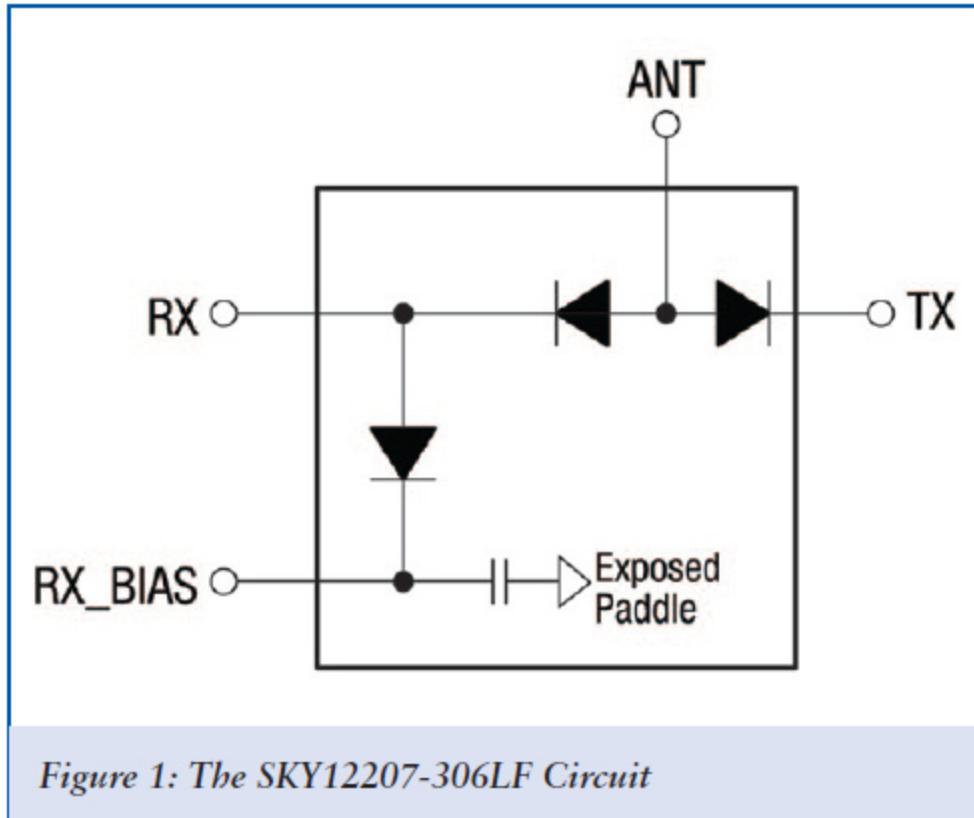 ANT
RX
TX
RX_BIAS
Exposed
Paddle
Figure 1: The SKY12207-306LF Circuit